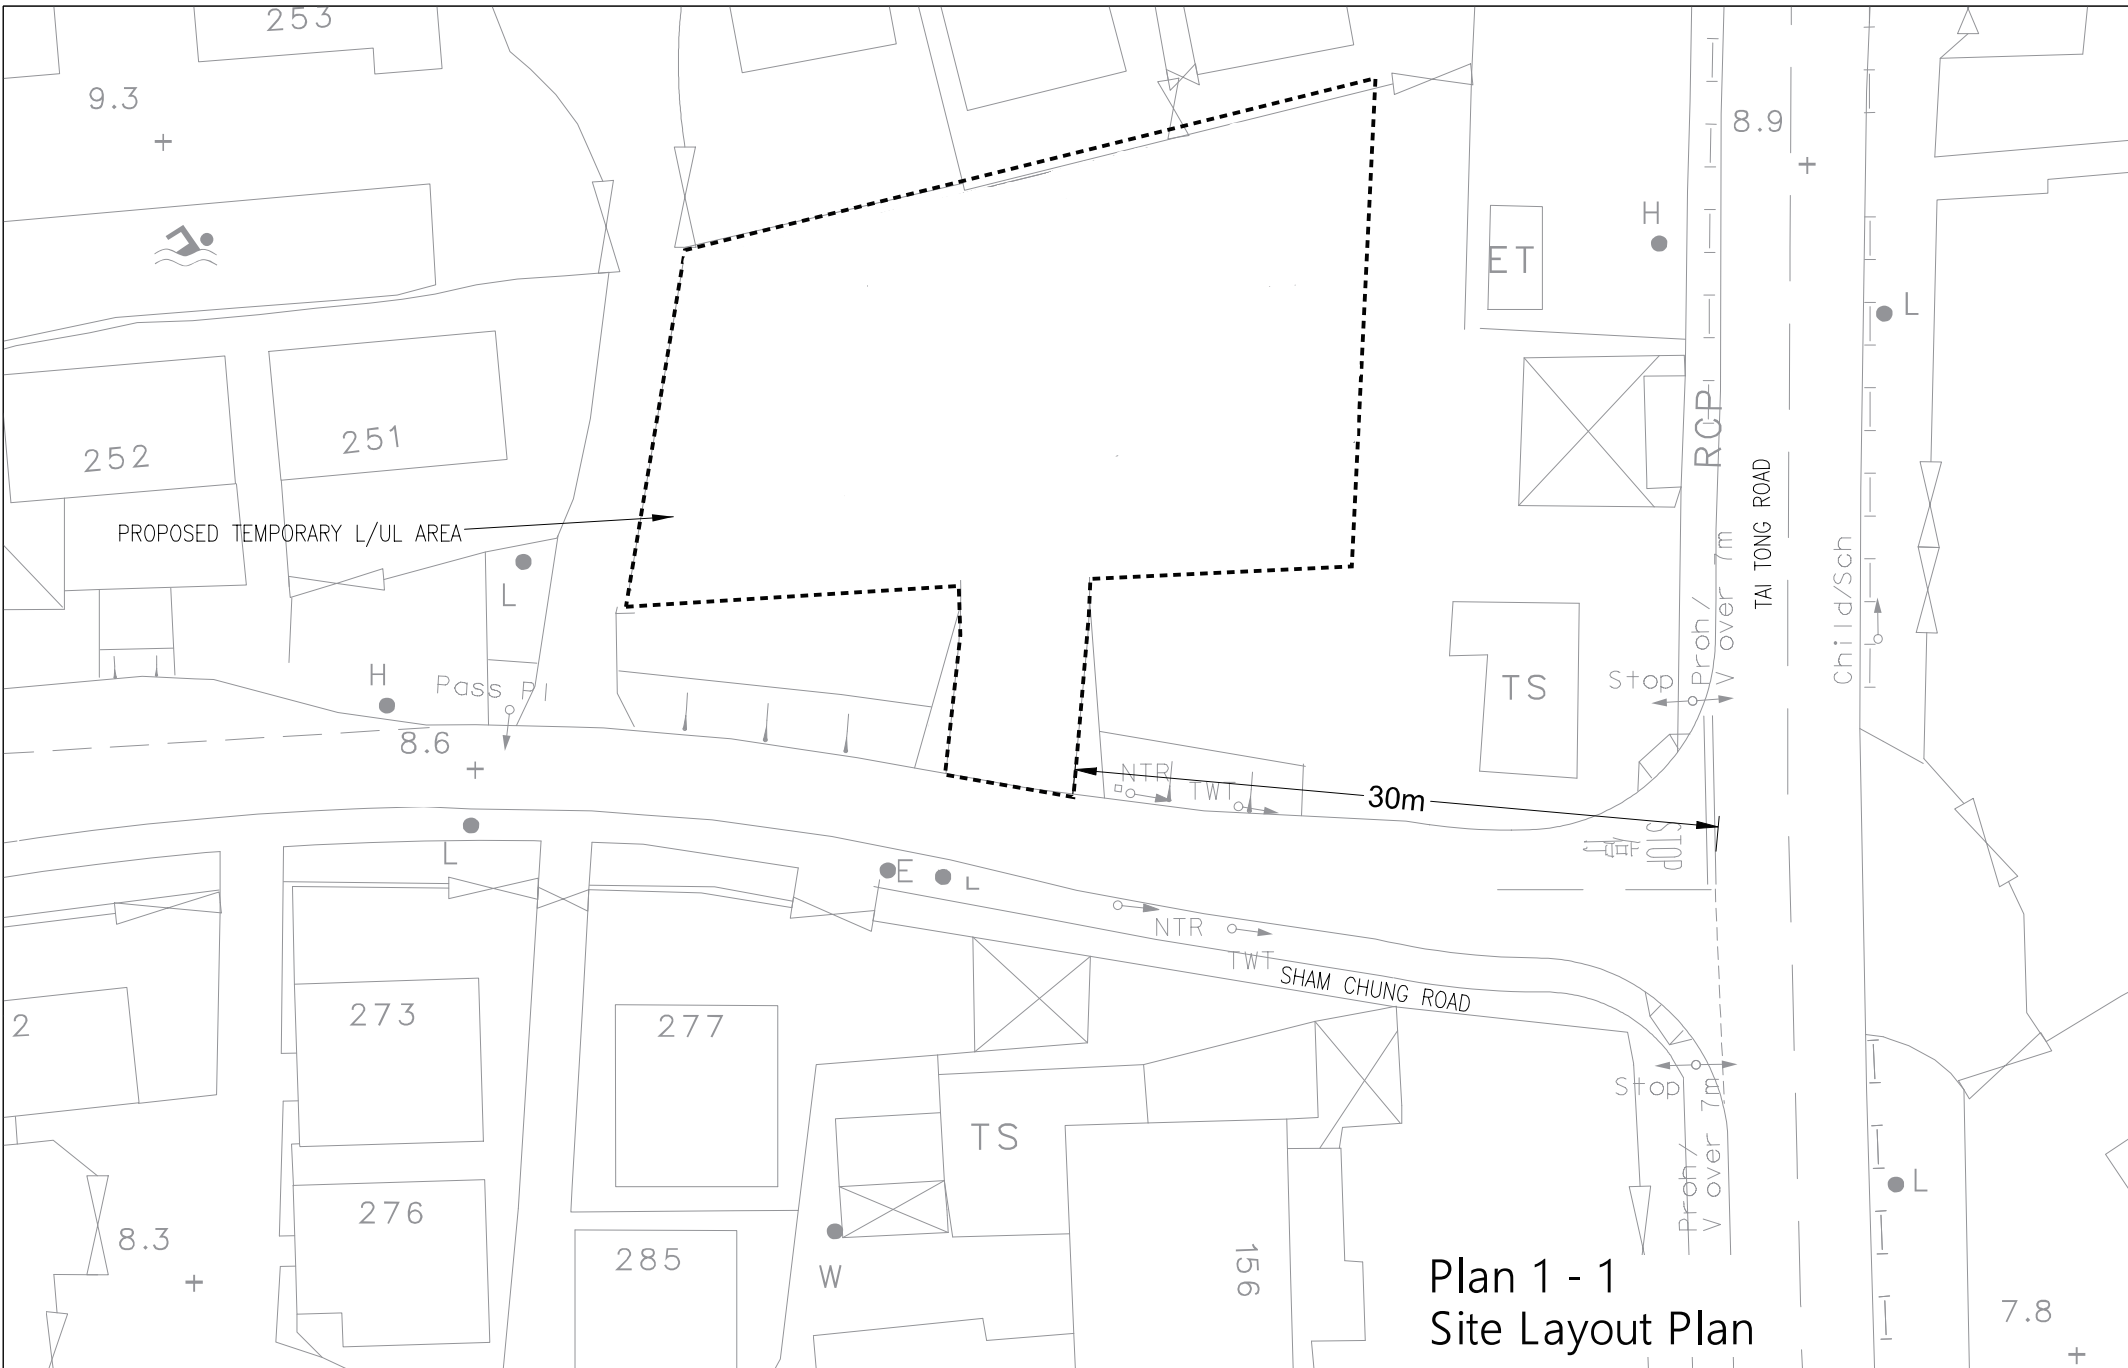 253
9.3
8.9
H
ET
L
252
251
RCP
PROPOSED TEMPORARY L/UL AREA
TAI TONG ROAD
L
Proh/
V over 7m
Child/Sch
H
Pass Pl
TS
Stop
8.6
NTR
TWT
30m
STOP
L
E
L
NTR
TWT
SHAM CHUNG ROAD
2
273
277
Stop
Proh/
V over 7m
TS
L
276
8.3
285
W
156
Plan 1 - 1
Site Layout Plan
7.8